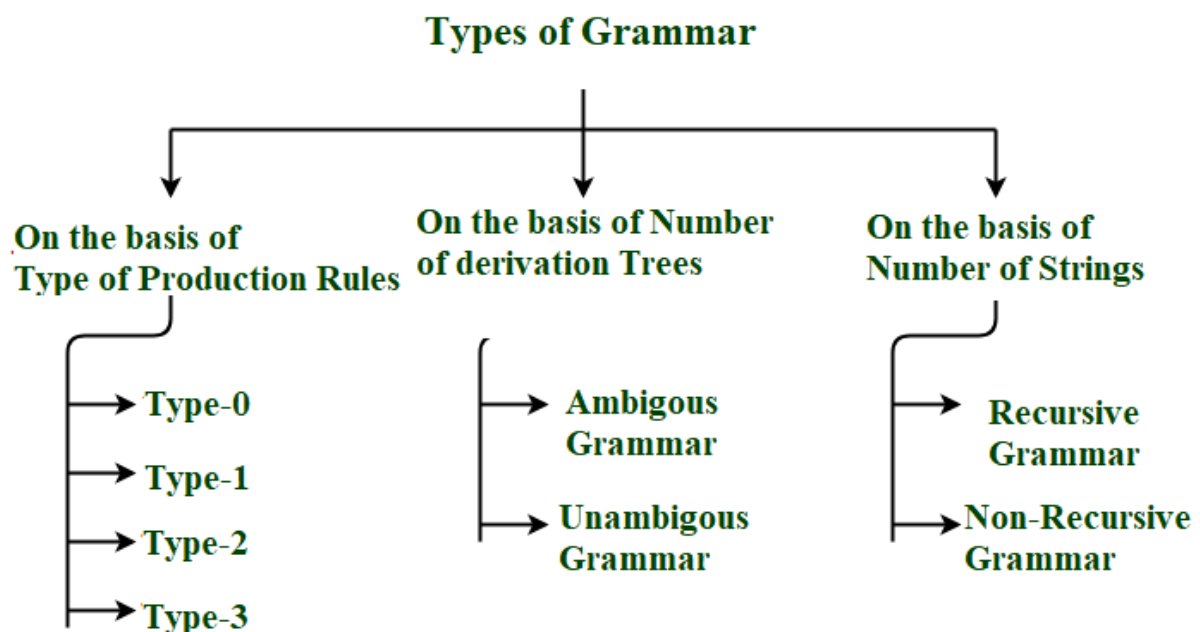 Types of Grammar
On the basis of
Type of Production Rules
Type-0
Type-1
Type-2
Type-3
On the basis of Number
of derivation Trees
Ambigous
Grammar
Unambigous
Grammar
On the basis of
Number of Strings
Recursive
Grammar
Non-Recursive
Grammar